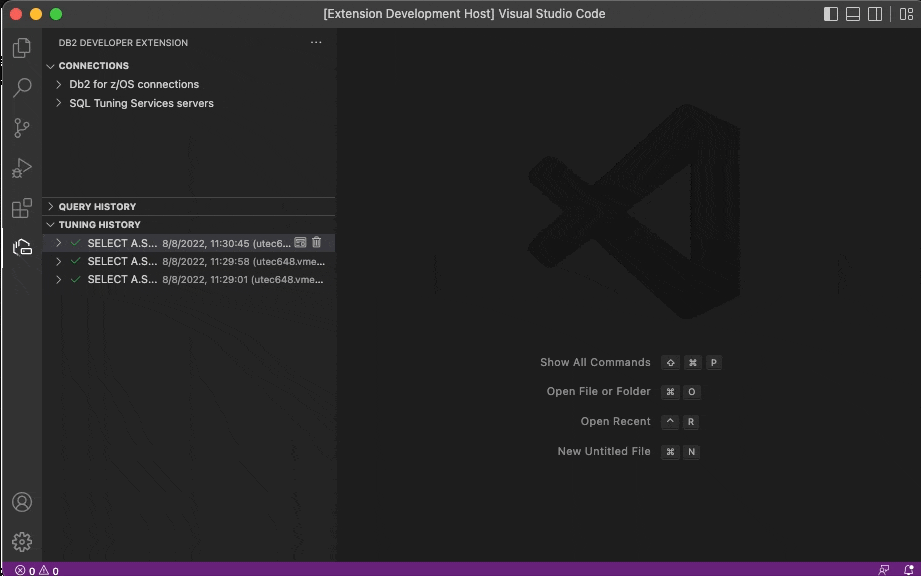 [Extension Development Host] Visual Studio Code
DB2 DEVELOPER EXTENSION ...
CONNECTIONS
Db2 for z/OS connections
SQL Tuning Services servers
QUERY HISTORY
TUNING HISTORY
SELECT A.S... 8/8/2022, 11:30:45 (utec6...
SELECT A.S... 8/8/2022, 11:29:58 (utec648.vme...
SELECT A.S... 8/8/2022, 11:29:01 (utec648.vme...
Show All Commands ⇧ ⌘ P
Open File or Folder ⌘ O
Open Recent ^ R
New Untitled File ⌘ N
0 0